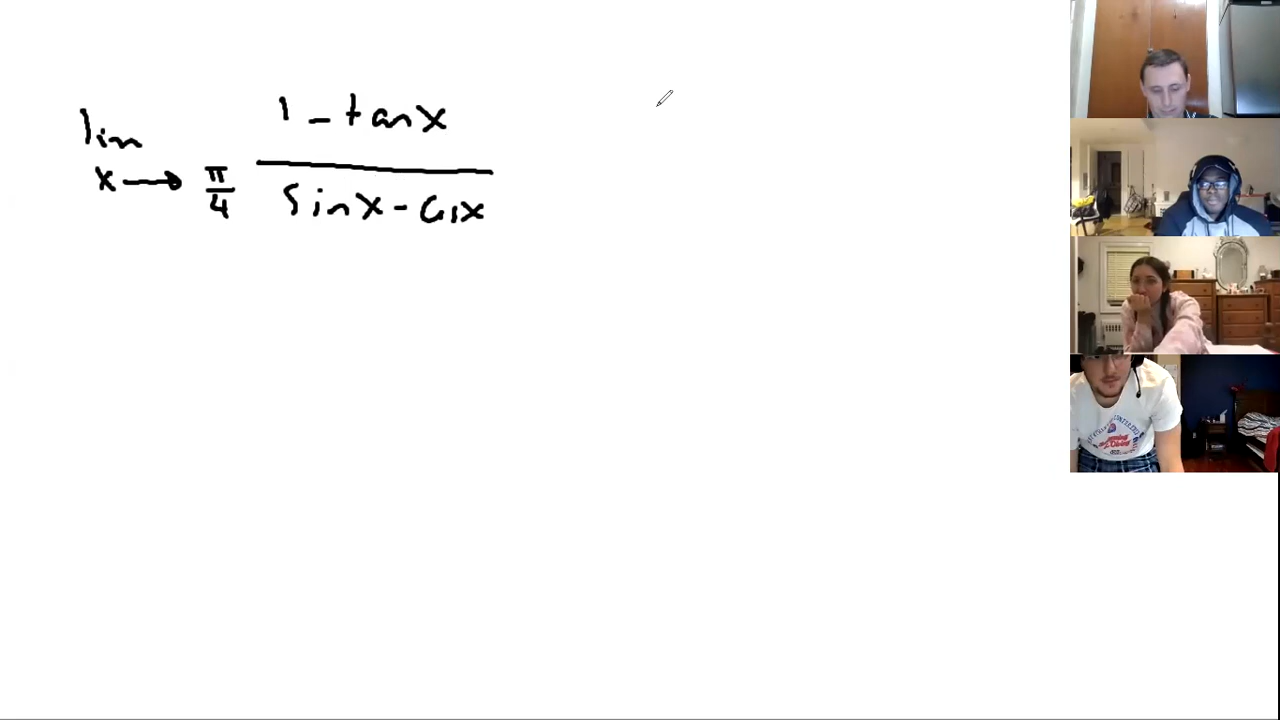 lim 1 - tanx
x → π/4 sinx - cosx